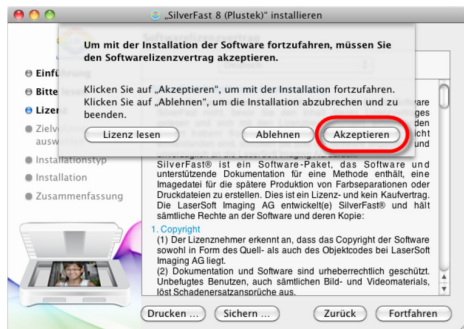 „SilverFast 8 (Plustek)" installieren
Um mit der Installation der Software fortzufahren, müssen Sie
den Softwarelizenzvertrag akzeptieren.
Klicken Sie auf „Akzeptieren", um mit der Installation fortzufahren.
Klicken Sie auf „Ablehnen", um die Installation abzubrechen und zu
beenden.
Lizenz lesen
Ablehnen
Akzeptieren
Einführung
Bitte
Lizen
Zielv
ausw
Installationstyp
Installation
Zusammenfassung
SilverFast® ist ein Software-Paket, das Software und
unterstützende Dokumentation für eine Methode enthält, eine
Imagedatei für die spätere Produktion von Farbseparationen oder
Druckdateien zu erstellen. Dies ist ein Lizenz- und kein Kaufvertrag.
Die LaserSoft Imaging AG entwickelt(e) SilverFast® und hält
sämtliche Rechte an der Software und deren Kopie:
1. Copyright
(1) Der Lizenznehmer erkennt an, dass das Copyright der Software
sowohl in Form des Quell- als auch des Objektcodes bei LaserSoft
Imaging AG liegt.
(2) Dokumentation und Software sind urheberrechtlich geschützt.
Unbefugtes Benutzen, auch sämtlichen Bild- und Videomaterials,
löst Schadenersatzansprüche aus.
Drucken ...
Sichern ...
Zurück
Fortfahren